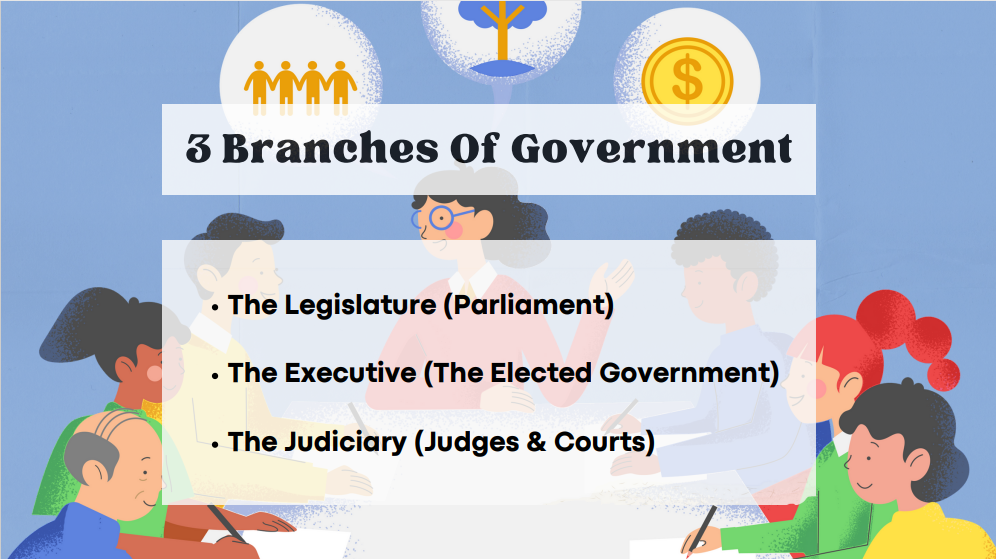 $
3 Branches Of Government
• The Legislature (Parliament)
• The Executive (The Elected Government)
• The Judiciary (Judges & Courts)